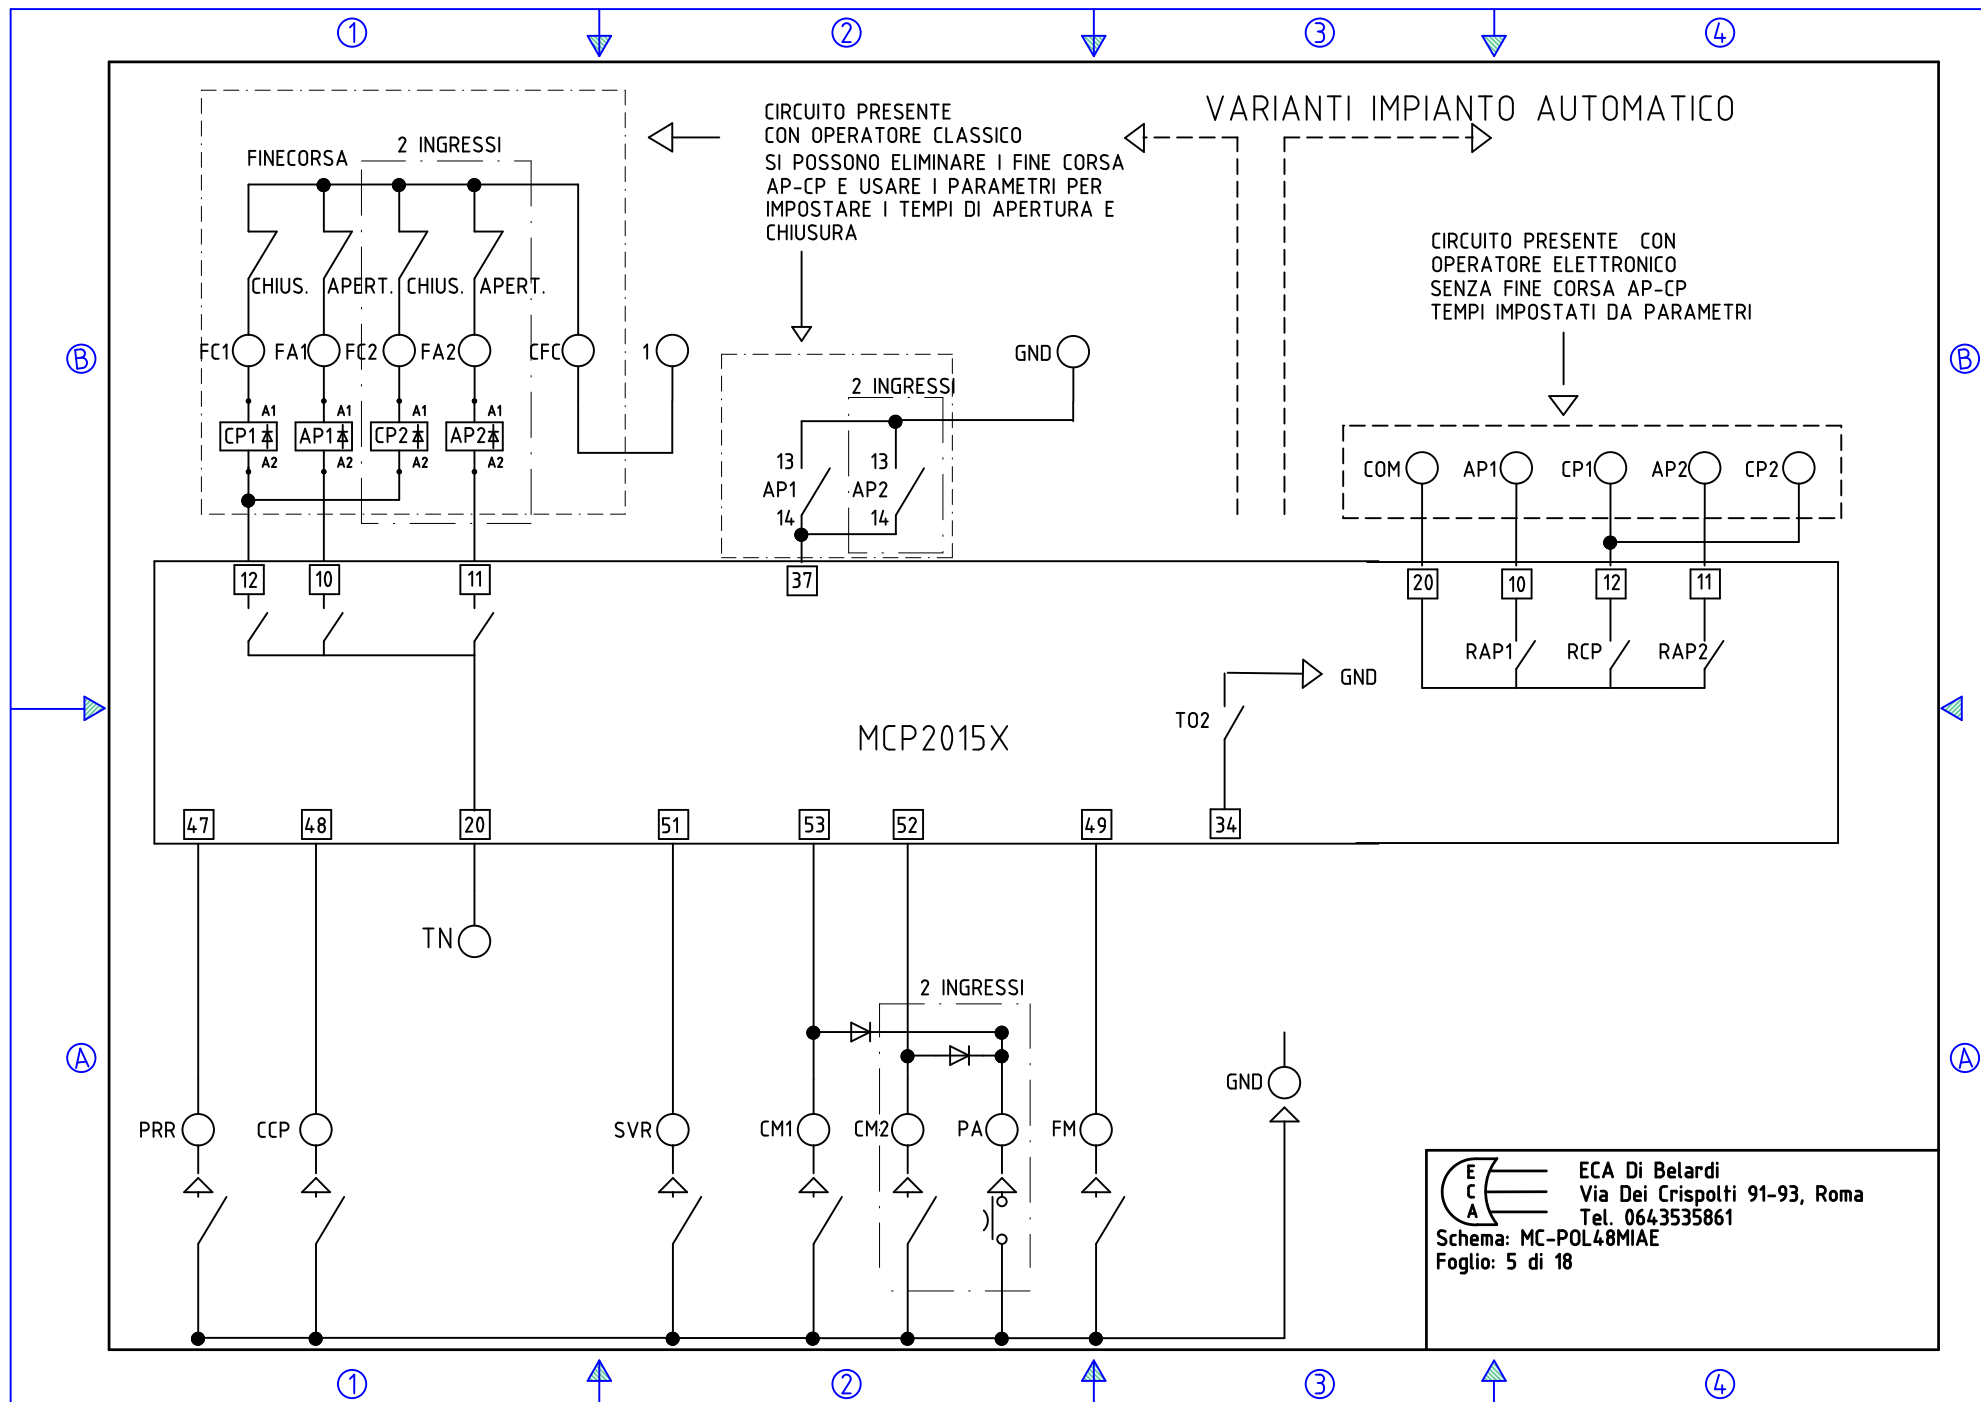 1
2
3
4
VARIANTI IMPIANTO AUTOMATICO
CIRCUITO PRESENTE
CON OPERATORE CLASSICO
SI POSSONO ELIMINARE I FINE CORSA
AP-CP E USARE I PARAMETRI PER
IMPOSTARE I TEMPI DI APERTURA E
CHIUSURA
FINECORSA
2 INGRESSI
CHIUS.
APERT.
CHIUS.
APERT.
CIRCUITO PRESENTE CON
OPERATORE ELETTRONICO
SENZA FINE CORSA AP-CP
TEMPI IMPOSTATI DA PARAMETRI
B
FC1
FA1
FC2
FA2
CFC
1
GND
B
2 INGRESSI
A1
A1
A1
A1
CP1
AP1
CP2
AP2
A2
A2
A2
A2
13
13
AP1
AP2
14
14
COM
AP1
CP1
AP2
CP2
12
10
11
37
20
10
12
11
RAP1
RCP
RAP2
GND
TO2
MCP2015X
47
48
20
51
53
52
49
34
TN
2 INGRESSI
A
A
GND
PRR
CCP
SVR
CM1
CM2
PA
FM
E
C
A
ECA Di Belardi
Via Dei Crispolti 91-93, Roma
Tel. 0643535861
Schema: MC-POL48MIAE
Foglio: 5 di 18
1
2
3
4